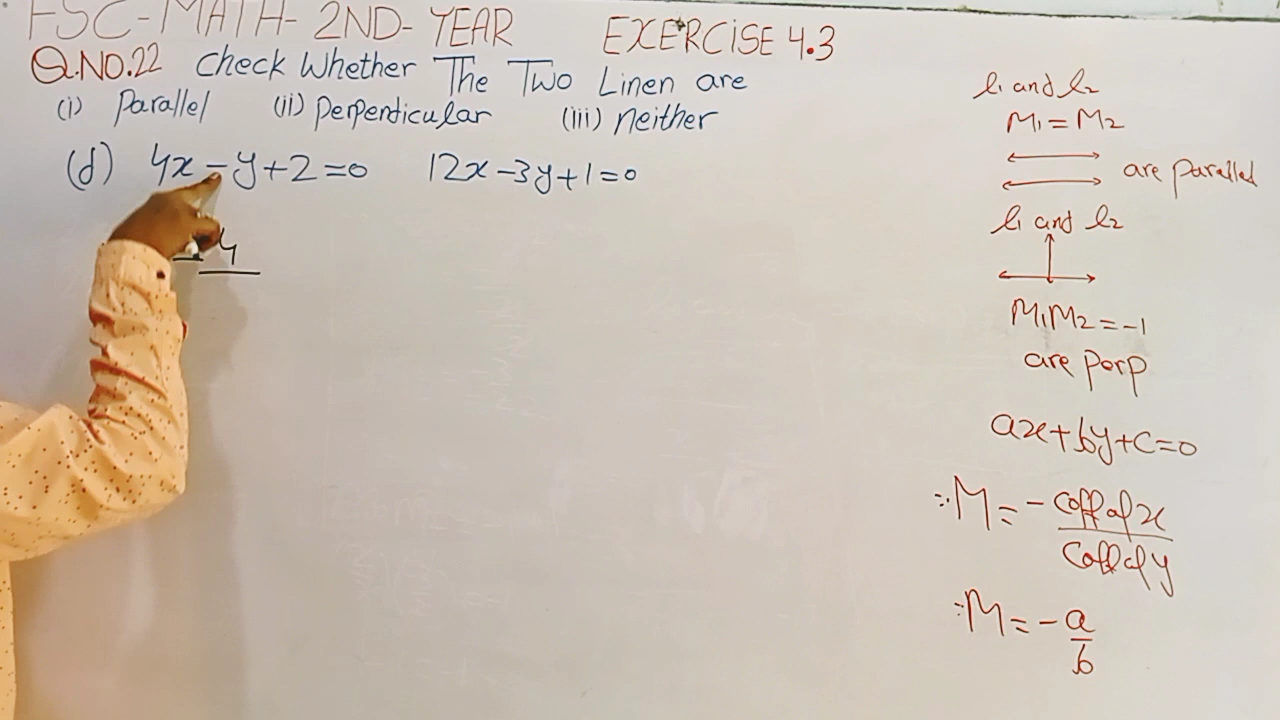 FSC-MATH-2ND-YEAR EXERCISE 4.3
Q.NO.22 Check Whether The Two Linen are
(i) Parallel (ii) Perpendicular (iii) Neither
(d) 4x-y+2=0 12x-3y+1=0
4
l1 and l2
M1=M2
are Parallel
l1 and l2
M1M2=-1
are Perp
ax+by+c=0
∴M=-Coff of x
Coff of y
∴M=-a
b